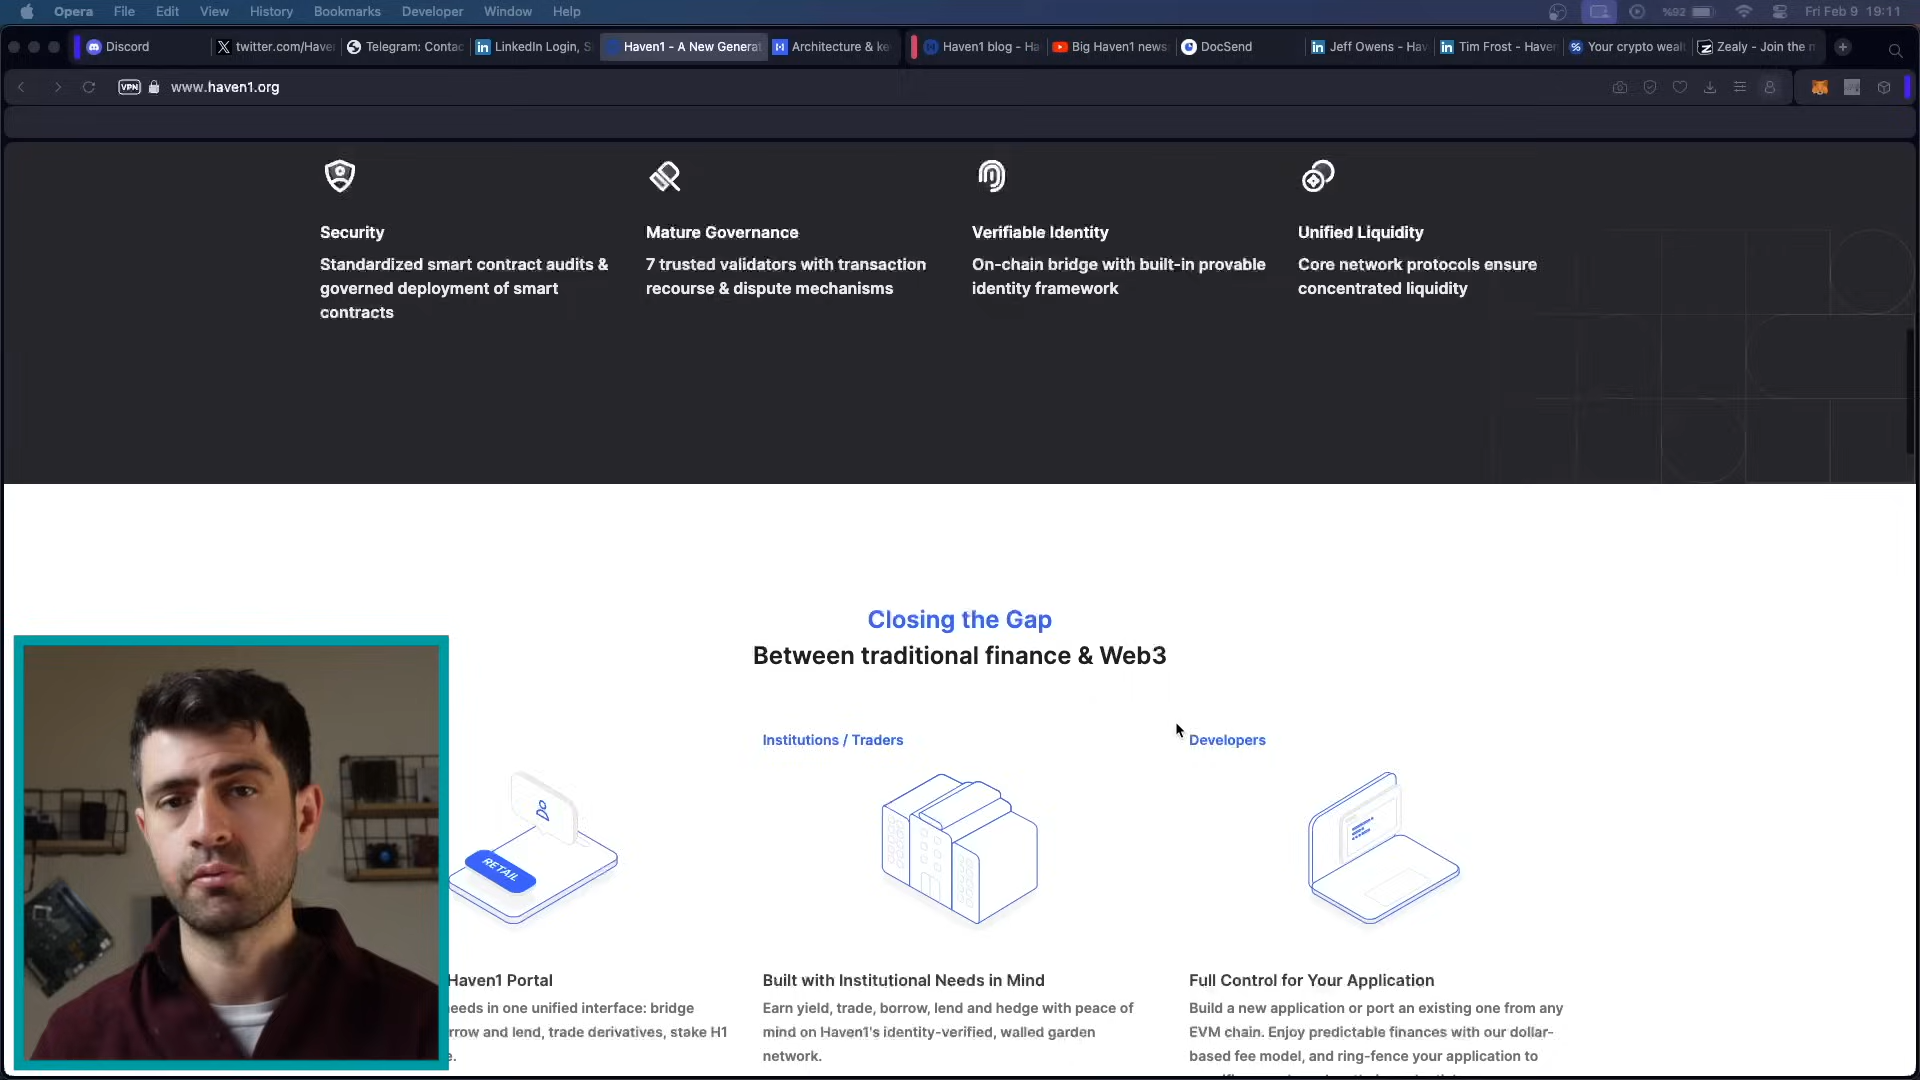 Opera File Edit View History Bookmarks Developer Window Help
%92 Fri Feb 9 19:11
Discord
twitter.com/Have
Telegram: Contac
LinkedIn Login, S
Haven1 - A New Generat
Architecture & ke
Haven1 blog - Ha
Big Haven1 news
DocSend
Jeff Owens - Hav
Tim Frost - Haven
Your crypto wealt
Zealy - Join the m
VPN www.haven1.org
Security
Standardized smart contract audits &
governed deployment of smart
contracts
Mature Governance
7 trusted validators with transaction
recourse & dispute mechanisms
Verifiable Identity
On-chain bridge with built-in provable
identity framework
Unified Liquidity
Core network protocols ensure
concentrated liquidity
Closing the Gap
Between traditional finance & Web3
RETAIL
Haven1 Portal
needs in one unified interface: bridge
rrow and lend, trade derivatives, stake H1
e.
Institutions / Traders
Built with Institutional Needs in Mind
Earn yield, trade, borrow, lend and hedge with peace of
mind on Haven1's identity-verified, walled garden
network.
Developers
Full Control for Your Application
Build a new application or port an existing one from any
EVM chain. Enjoy predictable finances with our dollar-
based fee model, and ring-fence your application to